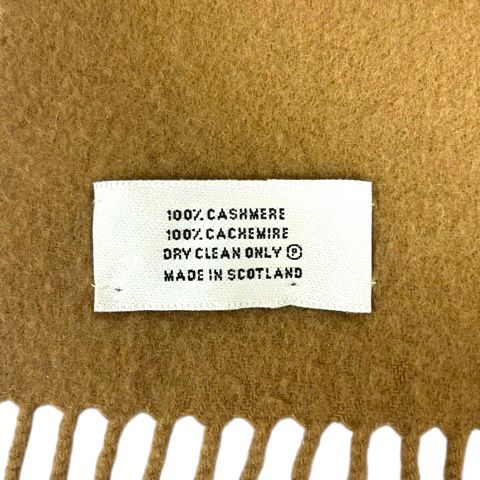 100% CASHMERE
100% CACHEMIRE
DRY CLEAN ONLY Ⓟ
MADE IN SCOTLAND